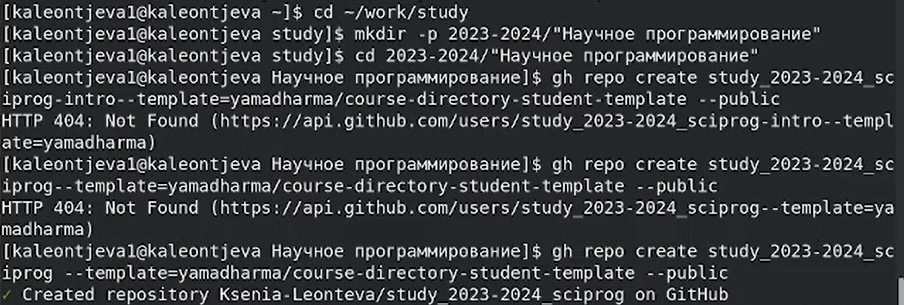 [kaleontjeva1@kaleontjeva ~]$ cd ~/work/study
[kaleontjeva1@kaleontjeva study]$ mkdir -p 2023-2024/"Научное программирование"
[kaleontjeva1@kaleontjeva study]$ cd 2023-2024/"Научное программирование"
[kaleontjeva1@kaleontjeva Научное программирование]$ gh repo create study_2023-2024_sc
iprog-intro--template=yamadharma/course-directory-student-template --public
HTTP 404: Not Found (https://api.github.com/users/study_2023-2024_sciprog-intro--templ
ate=yamadharma)
[kaleontjeva1@kaleontjeva Научное программирование]$ gh repo create study_2023-2024_sc
iprog--template=yamadharma/course-directory-student-template --public
HTTP 404: Not Found (https://api.github.com/users/study_2023-2024_sciprog--template=ya
madharma)
[kaleontjeva1@kaleontjeva Научное программирование]$ gh repo create study_2023-2024_sc
iprog --template=yamadharma/course-directory-student-template --public
✓ Created repository Ksenia-Leonteva/study_2023-2024_sciprog on GitHub